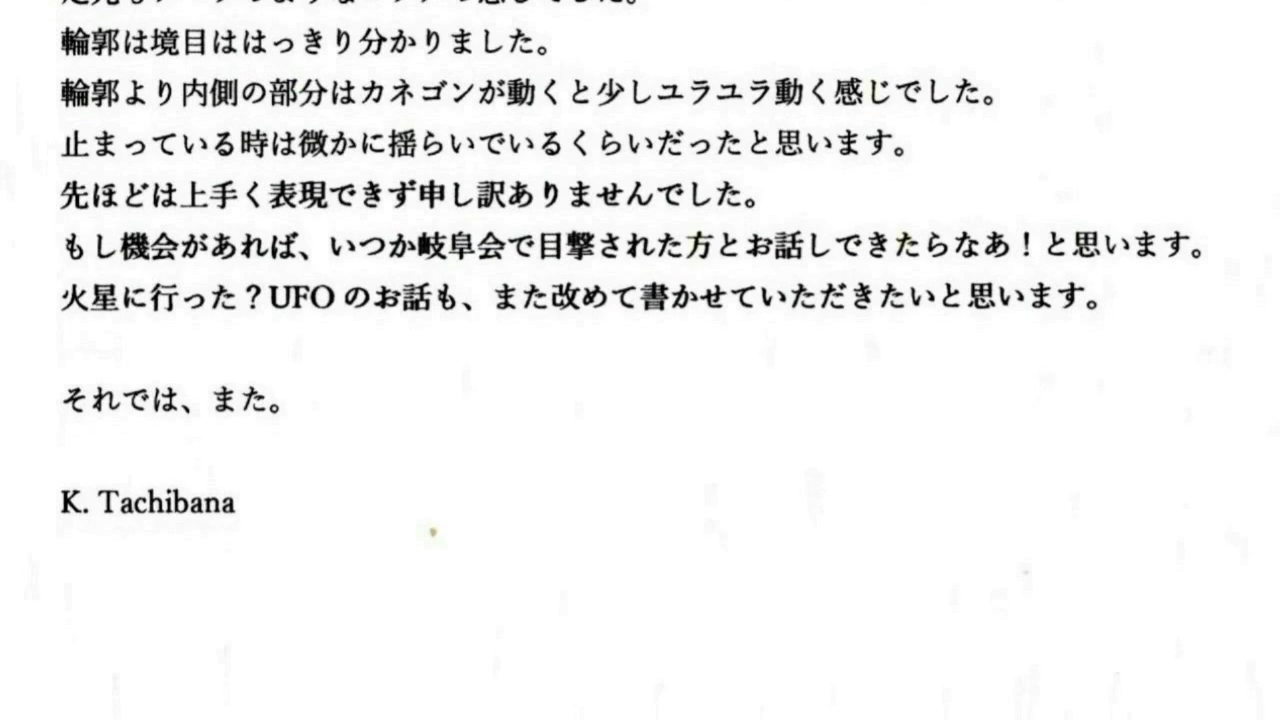 輪郭は境目ははっきり分かりました。
輪郭より内側の部分はカネゴンが動くと少しユラユラ動く感じでした。
止まっている時は微かに揺らいでいるくらいだったと思います。
先ほどは上手く表現できず申し訳ありませんでした。
もし機会があれば、いつか岐阜会で目撃された方とお話しできたらなあ！と思います。
火星に行った？UFO のお話も、また改めて書かせていただきたいと思います。
それでは、また。
K. Tachibana